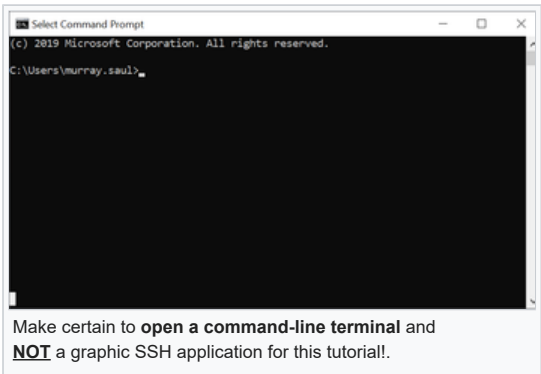 Select Command Prompt
(c) 2019 Microsoft Corporation. All rights reserved.
C:\Users\murray.saul>
Make certain to open a command-line terminal and
NOT a graphic SSH application for this tutorial!.